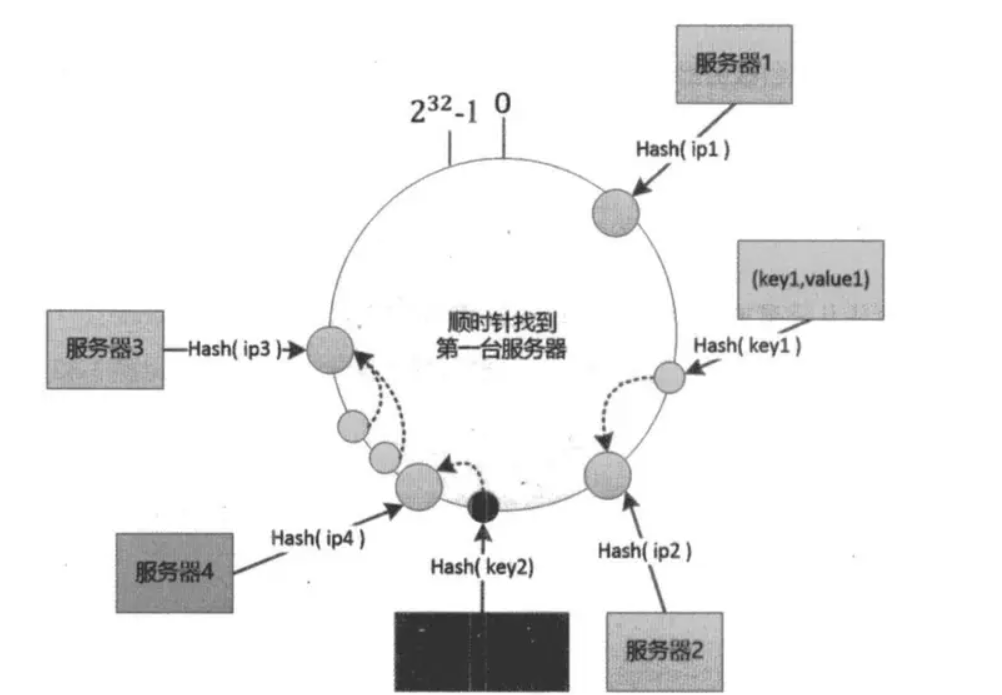 服务器1
2³²-1
0
Hash( ip1 )
(key1,value1)
顺时针找到
第一台服务器
服务器3
Hash( ip3 )
Hash( key1 )
Hash( ip4 )
Hash( key2)
Hash( ip2 )
服务器4
服务器2